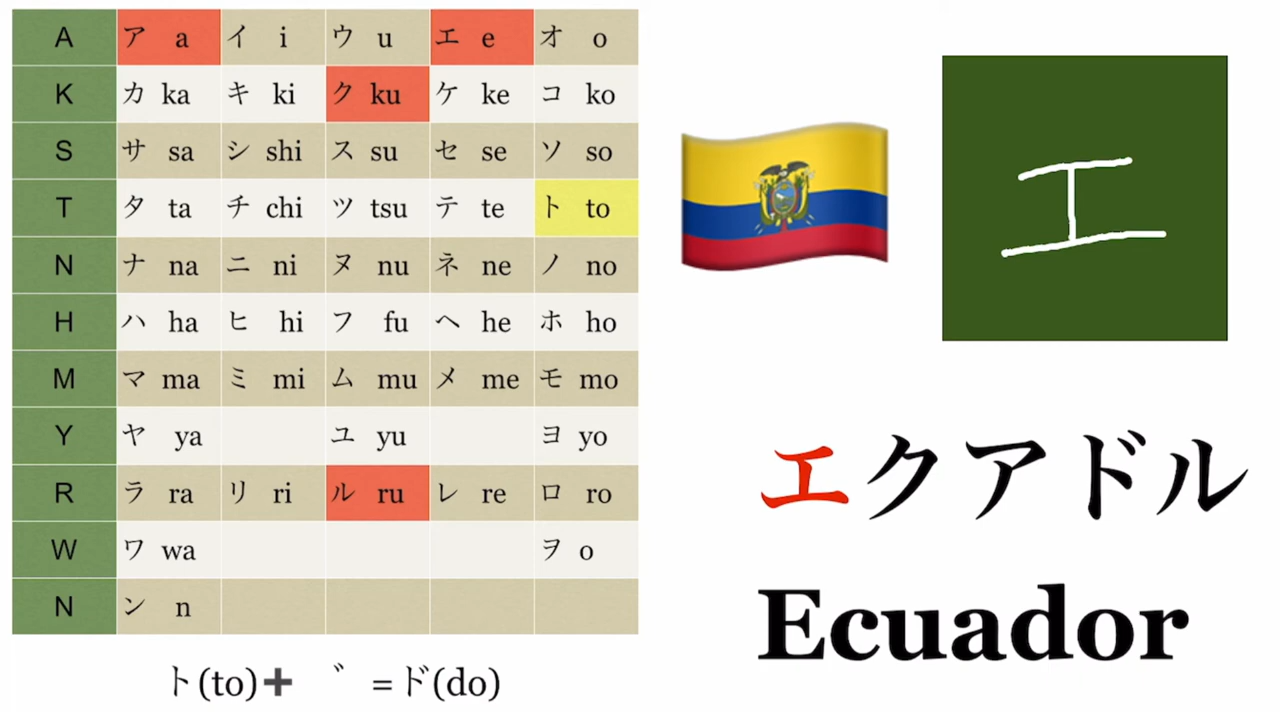 A ア a イ i ウ u エ e オ o
K カ ka キ ki ク ku ケ ke コ ko
S サ sa シ shi ス su セ se ソ so
T タ ta チ chi ツ tsu テ te ト to
N ナ na ニ ni ヌ nu ネ ne ノ no
H ハ ha ヒ hi フ fu ヘ he ホ ho
M マ ma ミ mi ム mu メ me モ mo
Y ヤ ya ユ yu ヨ yo
R ラ ra リ ri ル ru レ re ロ ro
W ワ wa ヲ o
N ン n
ト(to)➕ ゛ =ド(do)
エ
エクアドル
Ecuador